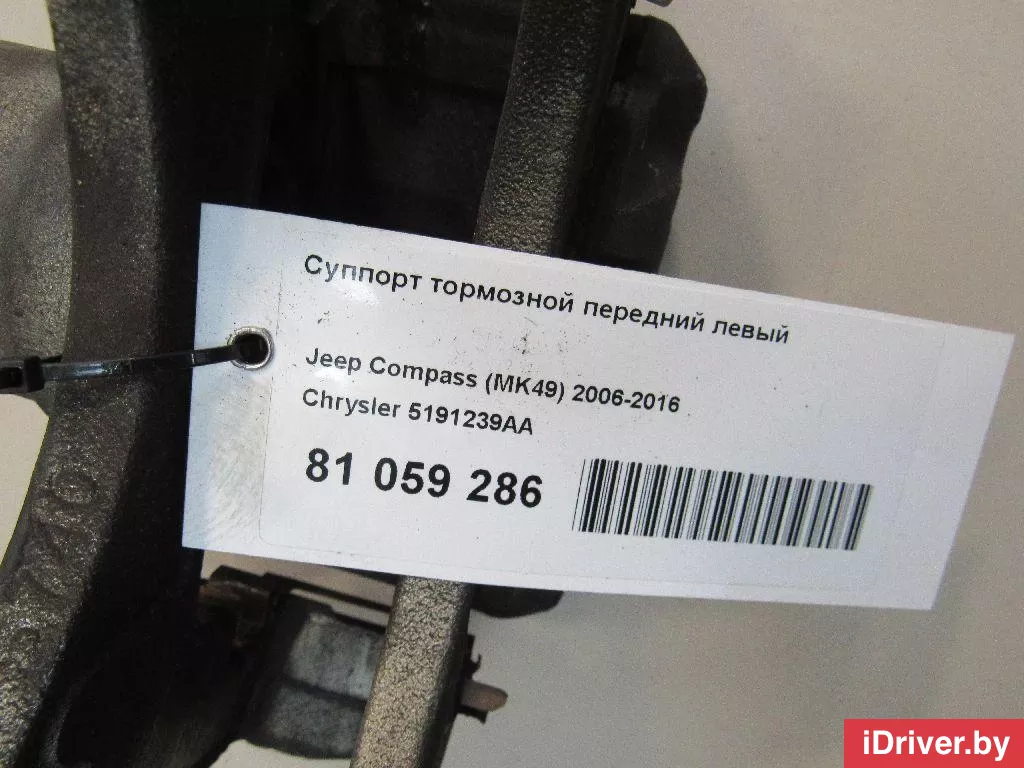 Суппорт тормозной передний левый
Jeep Compass (MK49) 2006-2016
Chrysler 5191239AA
81 059 286
iDriver.by